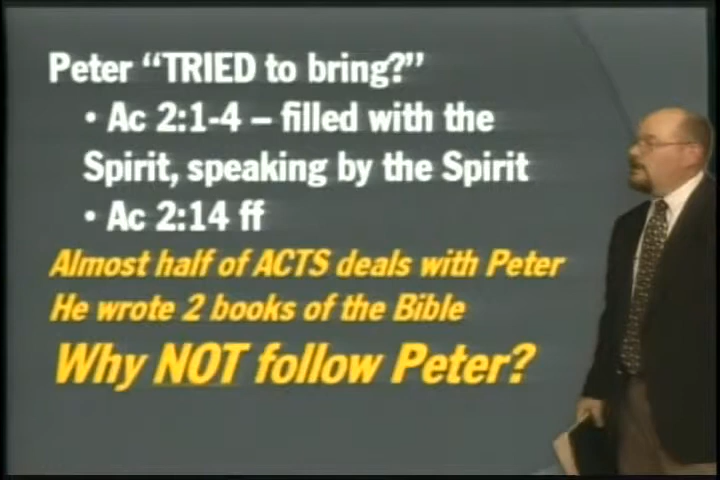 Peter “TRIED to bring?”
• Ac 2:1-4 – filled with the
Spirit, speaking by the Spirit
• Ac 2:14 ff
Almost half of ACTS deals with Peter
He wrote 2 books of the Bible
Why NOT follow Peter?